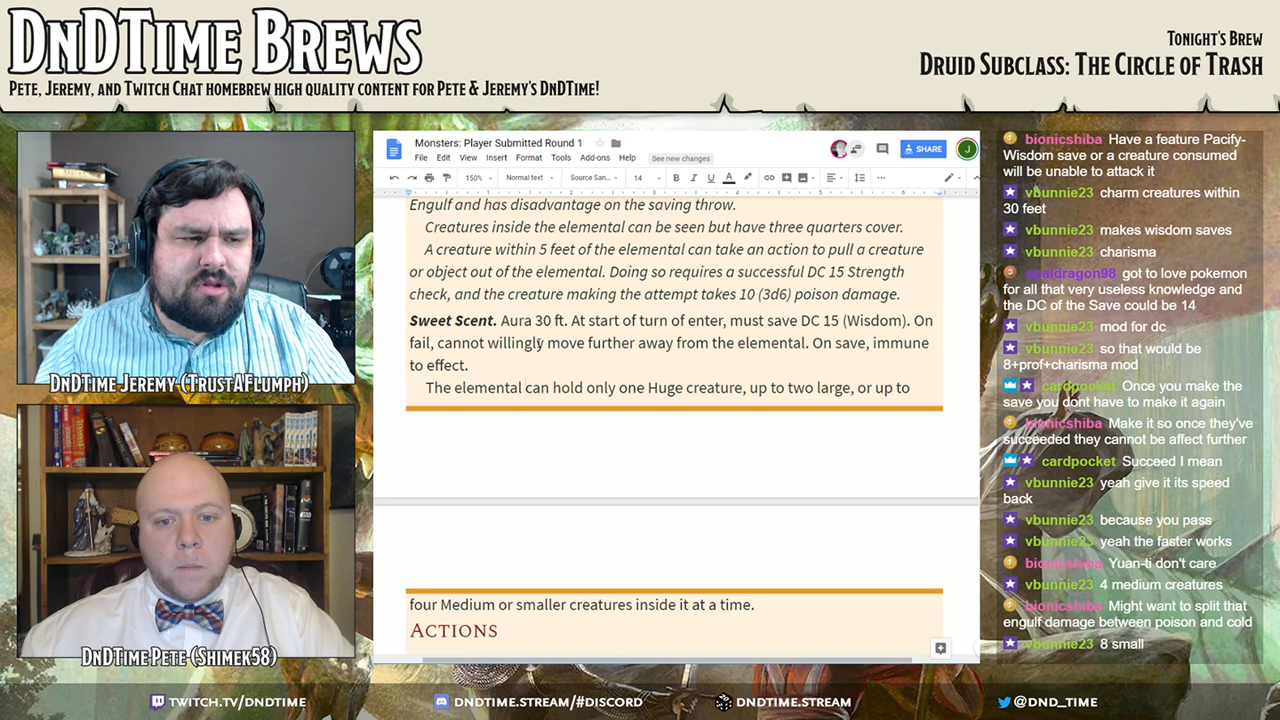 DnDTime Brews
Pete, Jeremy, and Twitch Chat homebrew high quality content for Pete & Jeremy's DnDTime!
Tonight's Brew
Druid Subclass: The Circle of Trash
DnDTime Jeremy (TrustAFlumph)
DnDTime Pete (Shimek58)
Monsters: Player Submitted Round 1
File Edit View Insert Format Tools Add-ons Help See new changes
SHARE
J
150% Normal text Source San... 14 B I U A
Engulf and has disadvantage on the saving throw.
Creatures inside the elemental can be seen but have three quarters cover.
A creature within 5 feet of the elemental can take an action to pull a creature
or object out of the elemental. Doing so requires a successful DC 15 Strength
check, and the creature making the attempt takes 10 (3d6) poison damage.
Sweet Scent. Aura 30 ft. At start of turn of enter, must save DC 15 (Wisdom). On
fail, cannot willingly move further away from the elemental. On save, immune
to effect.
The elemental can hold only one Huge creature, up to two large, or up to
four Medium or smaller creatures inside it at a time.
Actions
bionicshiba Have a feature Pacify-
Wisdom save or a creature consumed
will be unable to attack it
vbunnie23 charm creatures within
30 feet
vbunnie23 makes wisdom saves
vbunnie23 charisma
opaldragon98 got to love pokemon
for all that very useless knowledge and
the DC of the Save could be 14
vbunnie23 mod for dc
vbunnie23 so that would be
8+prof+charisma mod
cardpocket Once you make the
save you dont have to make it again
bionicshiba Make it so once they've
succeeded they cannot be affect further
cardpocket Succeed I mean
vbunnie23 yeah give it its speed
back
vbunnie23 because you pass
vbunnie23 yeah the faster works
bionicshiba Yuan-ti don't care
vbunnie23 4 medium creatures
bionicshiba Might want to split that
engulf damage between poison and cold
vbunnie23 8 small
twitch.tv/dndtime
dndtime.stream/#discord
dndtime.stream
@dnd_time